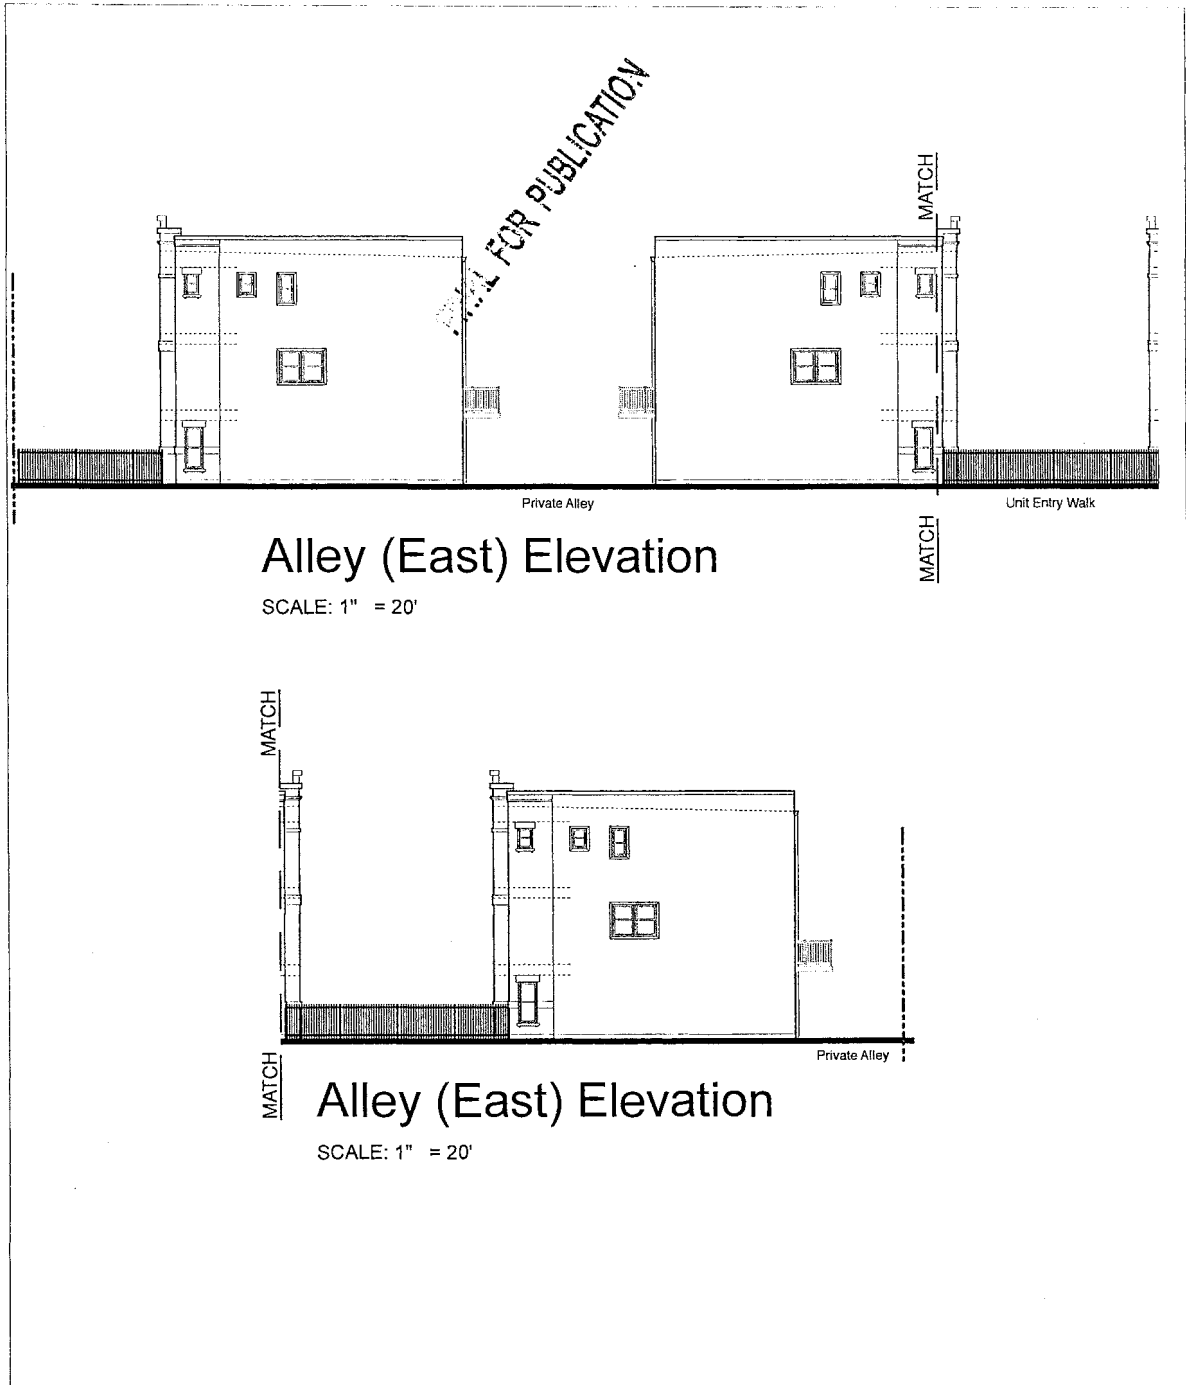 FOR PUBLICATION
MATCH
Private Alley
Unit Entry Walk
MATCH
Alley (East) Elevation
SCALE: 1" = 20'
MATCH
Private Alley
MATCH
Alley (East) Elevation
SCALE: 1" = 20'